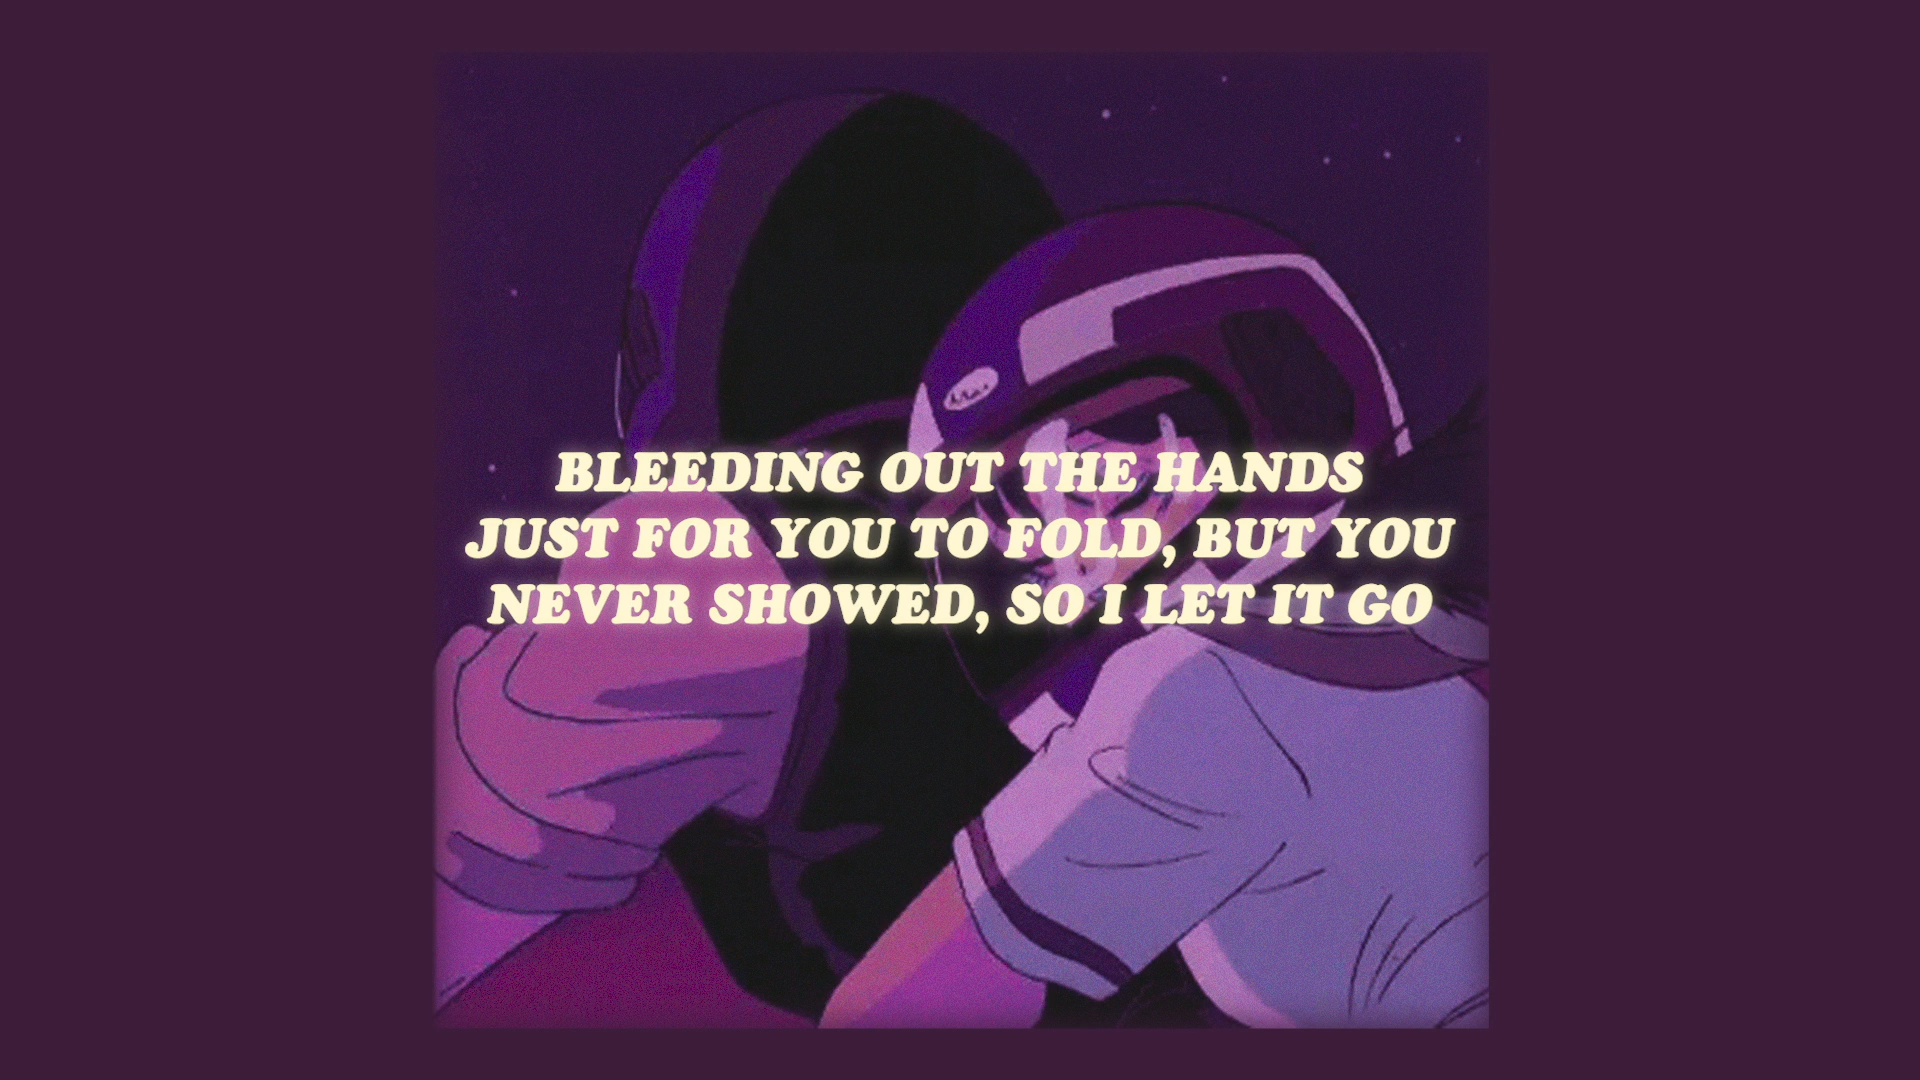 BLEEDING OUT THE HANDS
JUST FOR YOU TO FOLD, BUT YOU
NEVER SHOWED, SO I LET IT GO